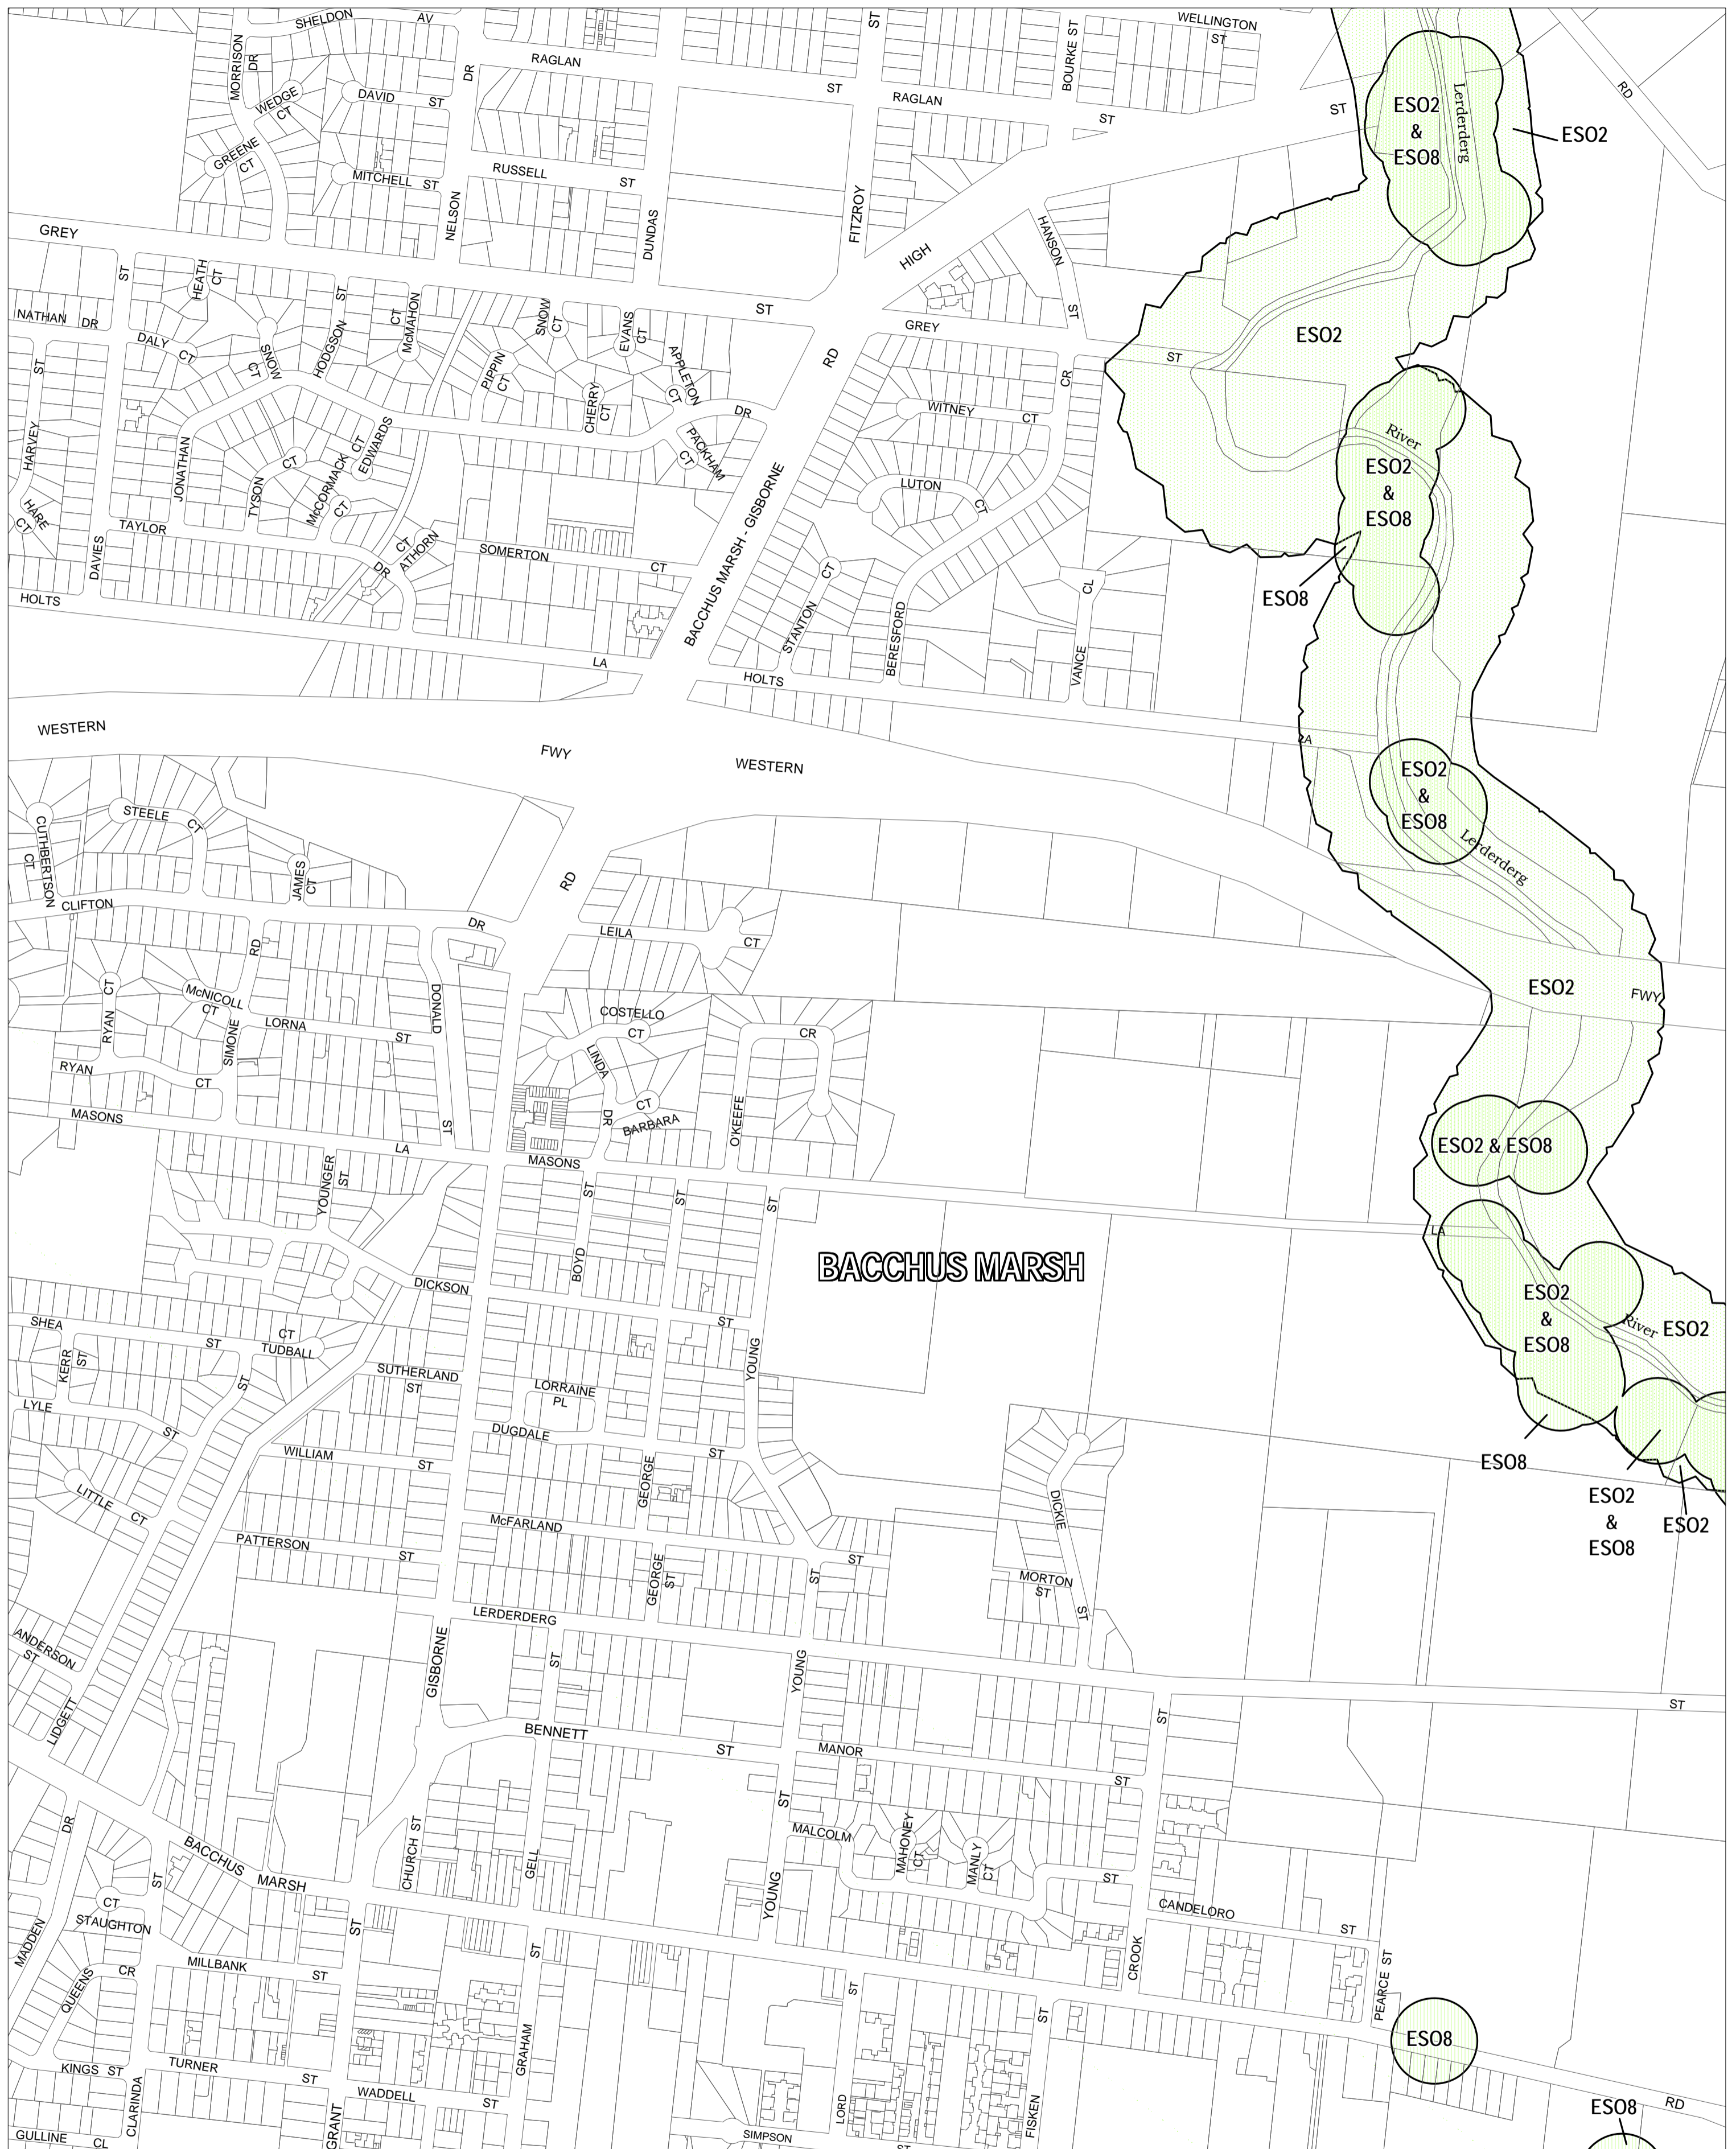 SHELDON AV
MORRISON DR
WEDGE CT
DAVID ST
GREENE CT
MITCHELL ST
NELSON DR
RAGLAN ST
RUSSELL ST
DUNDAS
FITZROY ST
RAGLAN ST
BOURKE ST
WELLINGTON ST
ST
RD
HIGH
HANSON ST
Lerderderg
ESO2
&
ESO8
ESO2
GREY ST
NATHAN DR
ST
HEATH CT
DALY CT
SNOW CT
HODGSON ST
McMAHON CT
PIPPIN CT
SNOW CT
EVANS CT
CHERRY CT
APPLETON CT
DR
PACKHAM CT
RD
GREY ST
WITNEY CT
CR
LUTON CT
HARVEY ST
HARE CT
JONATHAN
TYSON CT
McCORMACK CT
EDWARDS CT
ATHORN CT
TAYLOR DR
DAVIES
SOMERTON CT
BACCHUS MARSH - GISBORNE
STANTON CT
BERESFORD
VANCE CL
HOLTS LA
HOLTS
LA
ESO2
River
ESO2
&
ESO8
ESO8
WESTERN FWY
WESTERN
ESO2
&
ESO8
Lerderderg
CUTHBERTSON CT
STEELE CT
JAMES CT
CLIFTON DR
RD
LEILA CT
RYAN CT
McNICOLL CT
SIMONE RD
LORNA ST
DONALD ST
RYAN CT
COSTELLO CT
LINDA DR
CT
BARBARA
O'KEEFE CR
ESO2
FWY
ESO2 & ESO8
MASONS LA
MASONS
LA
YOUNGER ST
BOYD ST
ST
ST
BACCHUS MARSH
ESO2
&
ESO8
River
ESO2
DICKSON
SHEA ST
KERR ST
CT
TUDBALL
SUTHERLAND ST
LORRAINE PL
YOUNG
ST
LYLE ST
ST
DUGDALE ST
WILLIAM ST
GEORGE
LITTLE CT
McFARLAND ST
PATTERSON ST
GEORGE ST
ST
DICKIE ST
MORTON ST
ESO8
ESO2
&
ESO8
ESO2
LERDERDERG ST
ANDERSON ST
LIDGETT
GISBORNE
ST
YOUNG
ST
BENNETT ST
MANOR ST
DR
BACCHUS MARSH
CHURCH ST
GELL
ST
MALCOLM ST
MAHONEY CT
MANLY CT
YOUNG
CANDELORO ST
CROOK
PEARCE ST
MADDEN
CT
STAUGHTON
ST
QUEENS CR
MILLBANK ST
ST
ST
GRAHAM
ST
ST
ESO8
KINGS ST
TURNER ST
WADDELL ST
CLARINDA
GRANT
GULLINE CL
LORD
FISKEN
SIMPSON ST
RD
ESO8